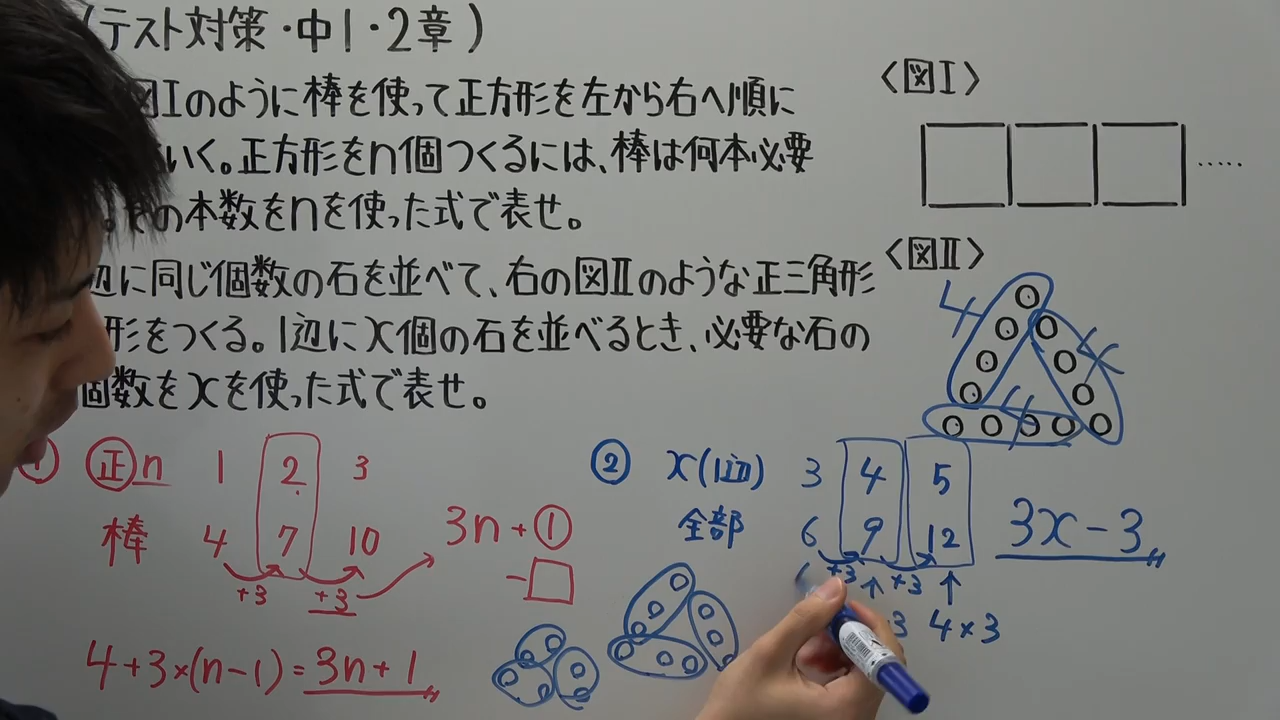 (テスト対策・中1・2章)
図Iのように棒を使って正方形を左から右へ順に
いく。正方形をn個つくるには、棒は何本必要
その本数をnを使った式で表せ。
辺に同じ個数の石を並べて、右の図IIのような正三角形
形をつくる。1辺にx個の石を並べるとき、必要な石の
個数をxを使った式で表せ。
〈図I〉
……
〈図II〉
4
4
4
① 正n 1 2 3
棒 4 7 10
+3 +3
3n+①
-□
4+3×(n-1)=3n+1
② x(1辺) 3 4 5
全部 6 9 12
+3 +3
3 4×3
3x-3